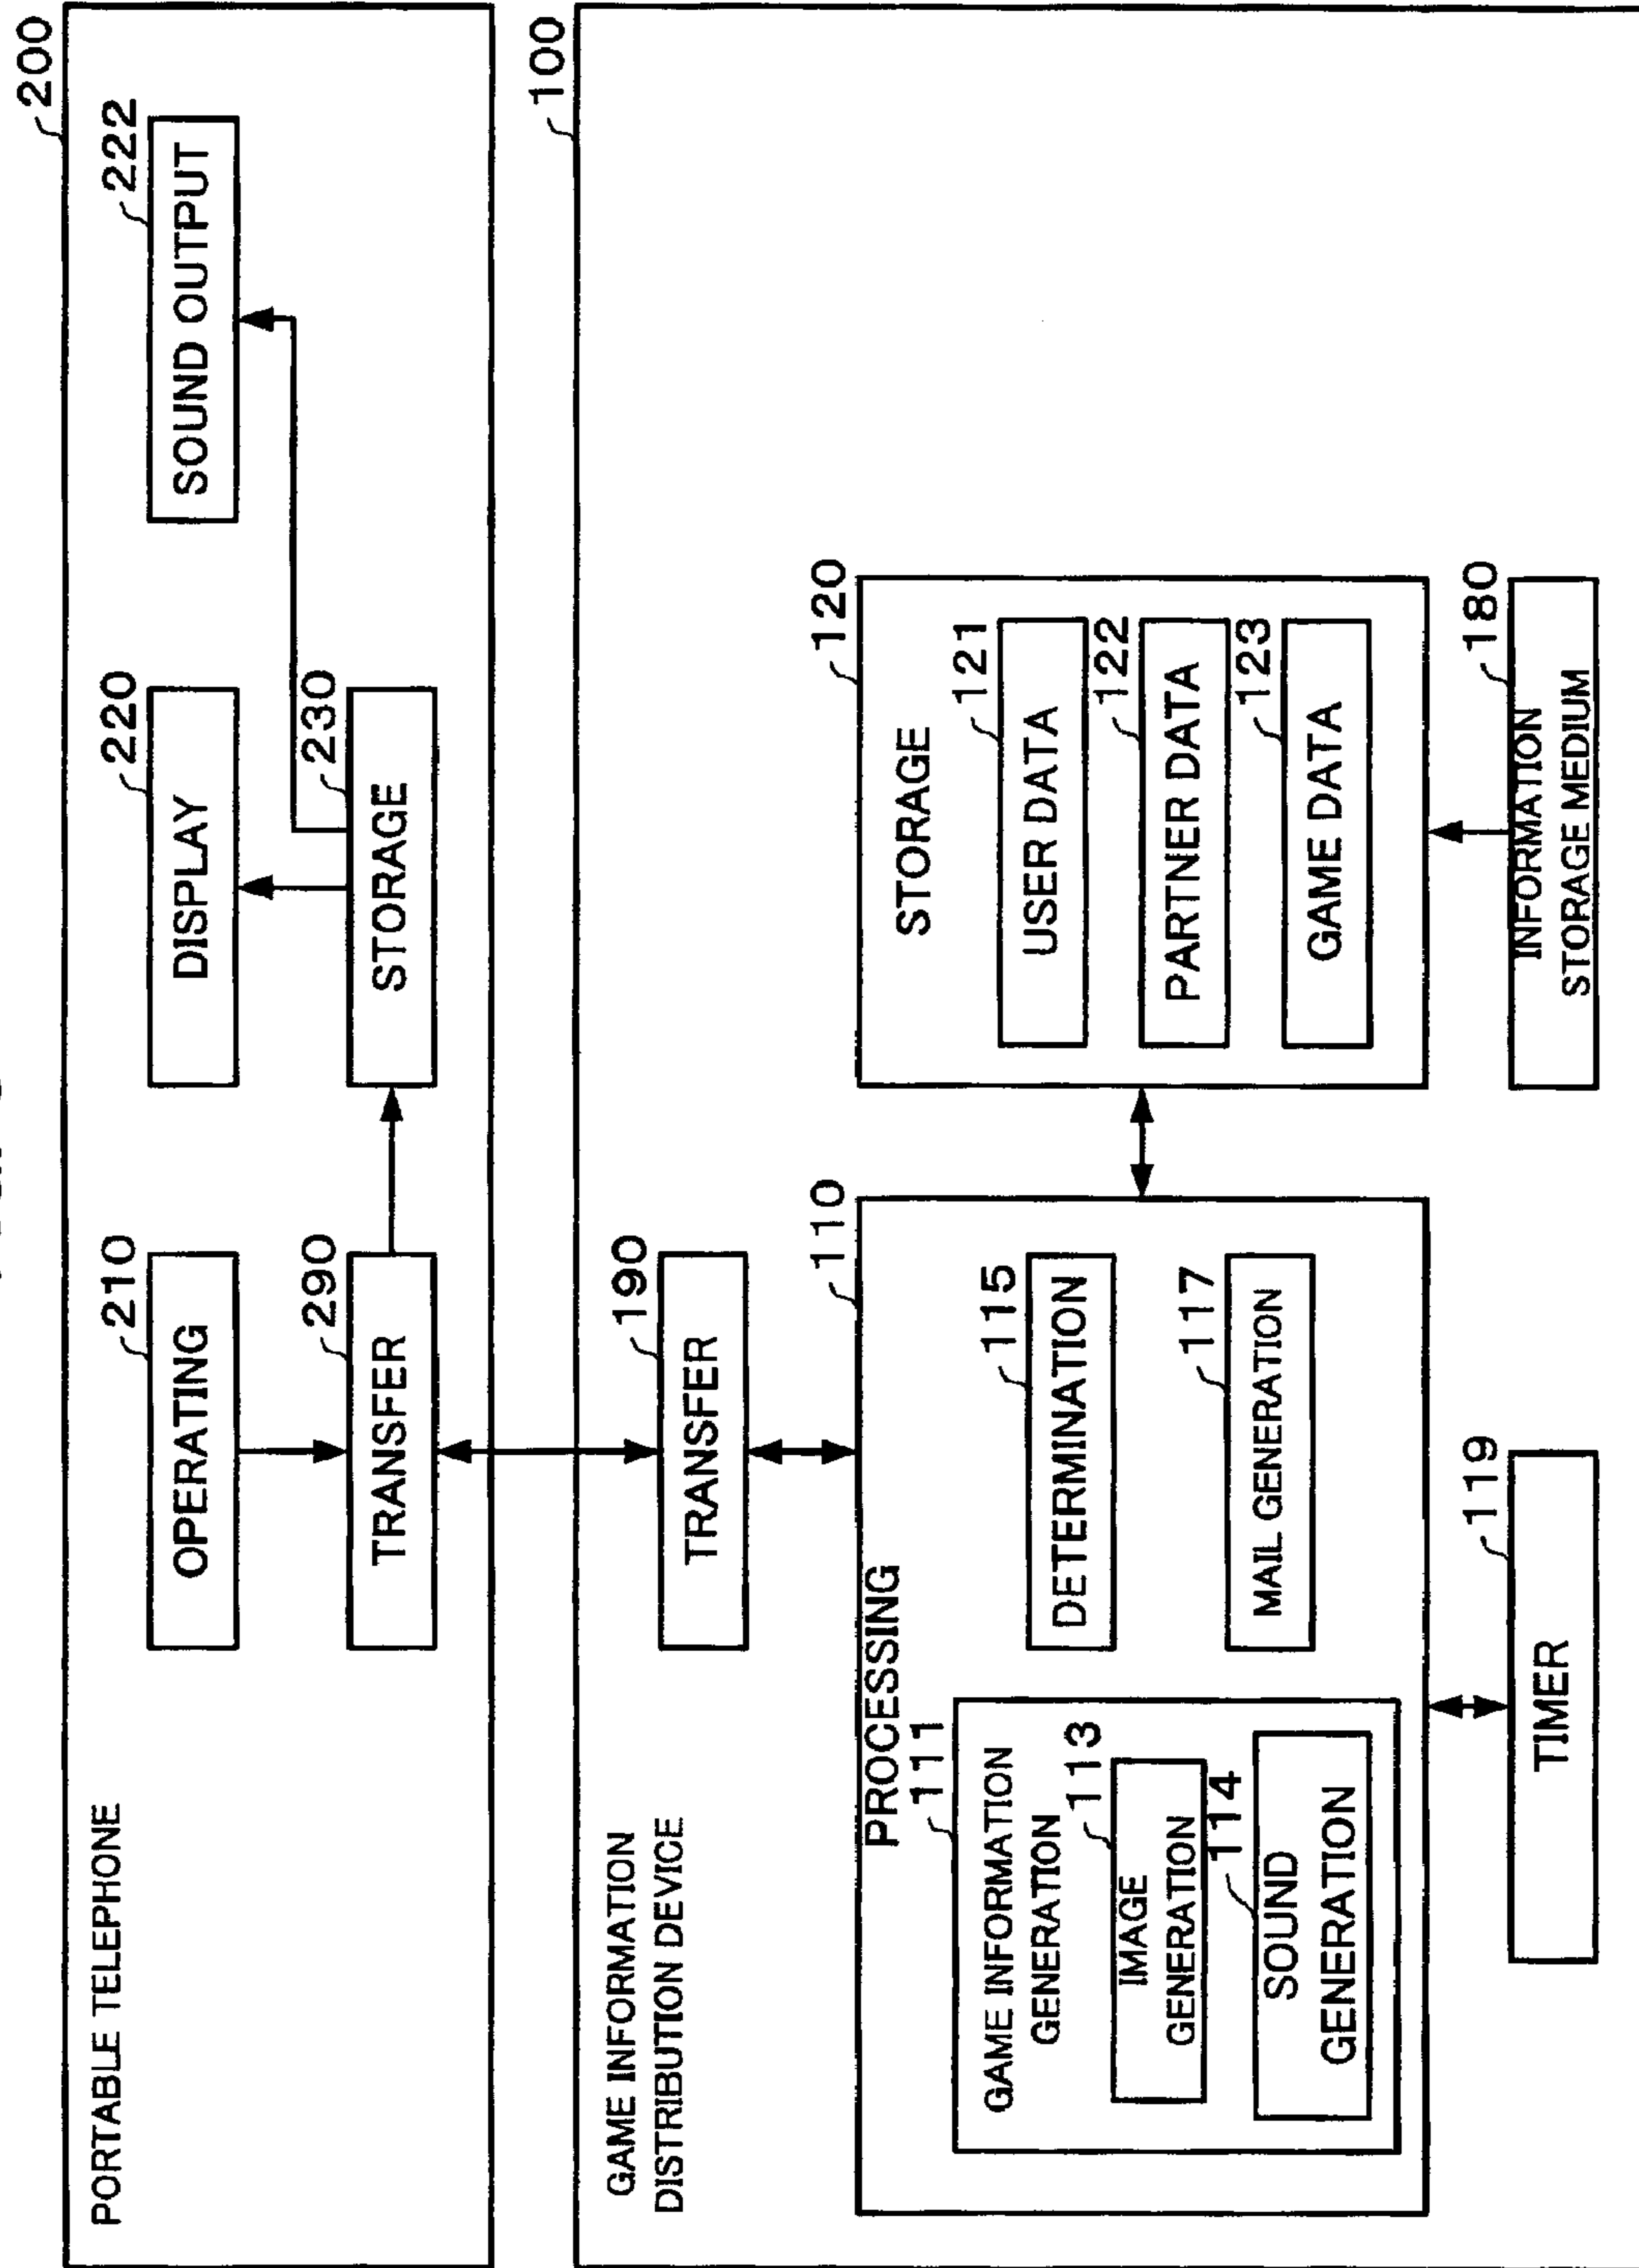 PORTABLE TELEPHONE
200
OPERATING
210
DISPLAY
220
SOUND OUTPUT
222
TRANSFER
290
STORAGE
230
GAME INFORMATION
DISTRIBUTION DEVICE
100
TRANSFER
190
PROCESSING
110
111
GAME INFORMATION
GENERATION
113
IMAGE
GENERATION
114
SOUND
GENERATION
DETERMINATION
115
MAIL GENERATION
117
STORAGE
120
USER DATA
121
PARTNER DATA
122
GAME DATA
123
TIMER
119
INFORMATION
STORAGE MEDIUM
180